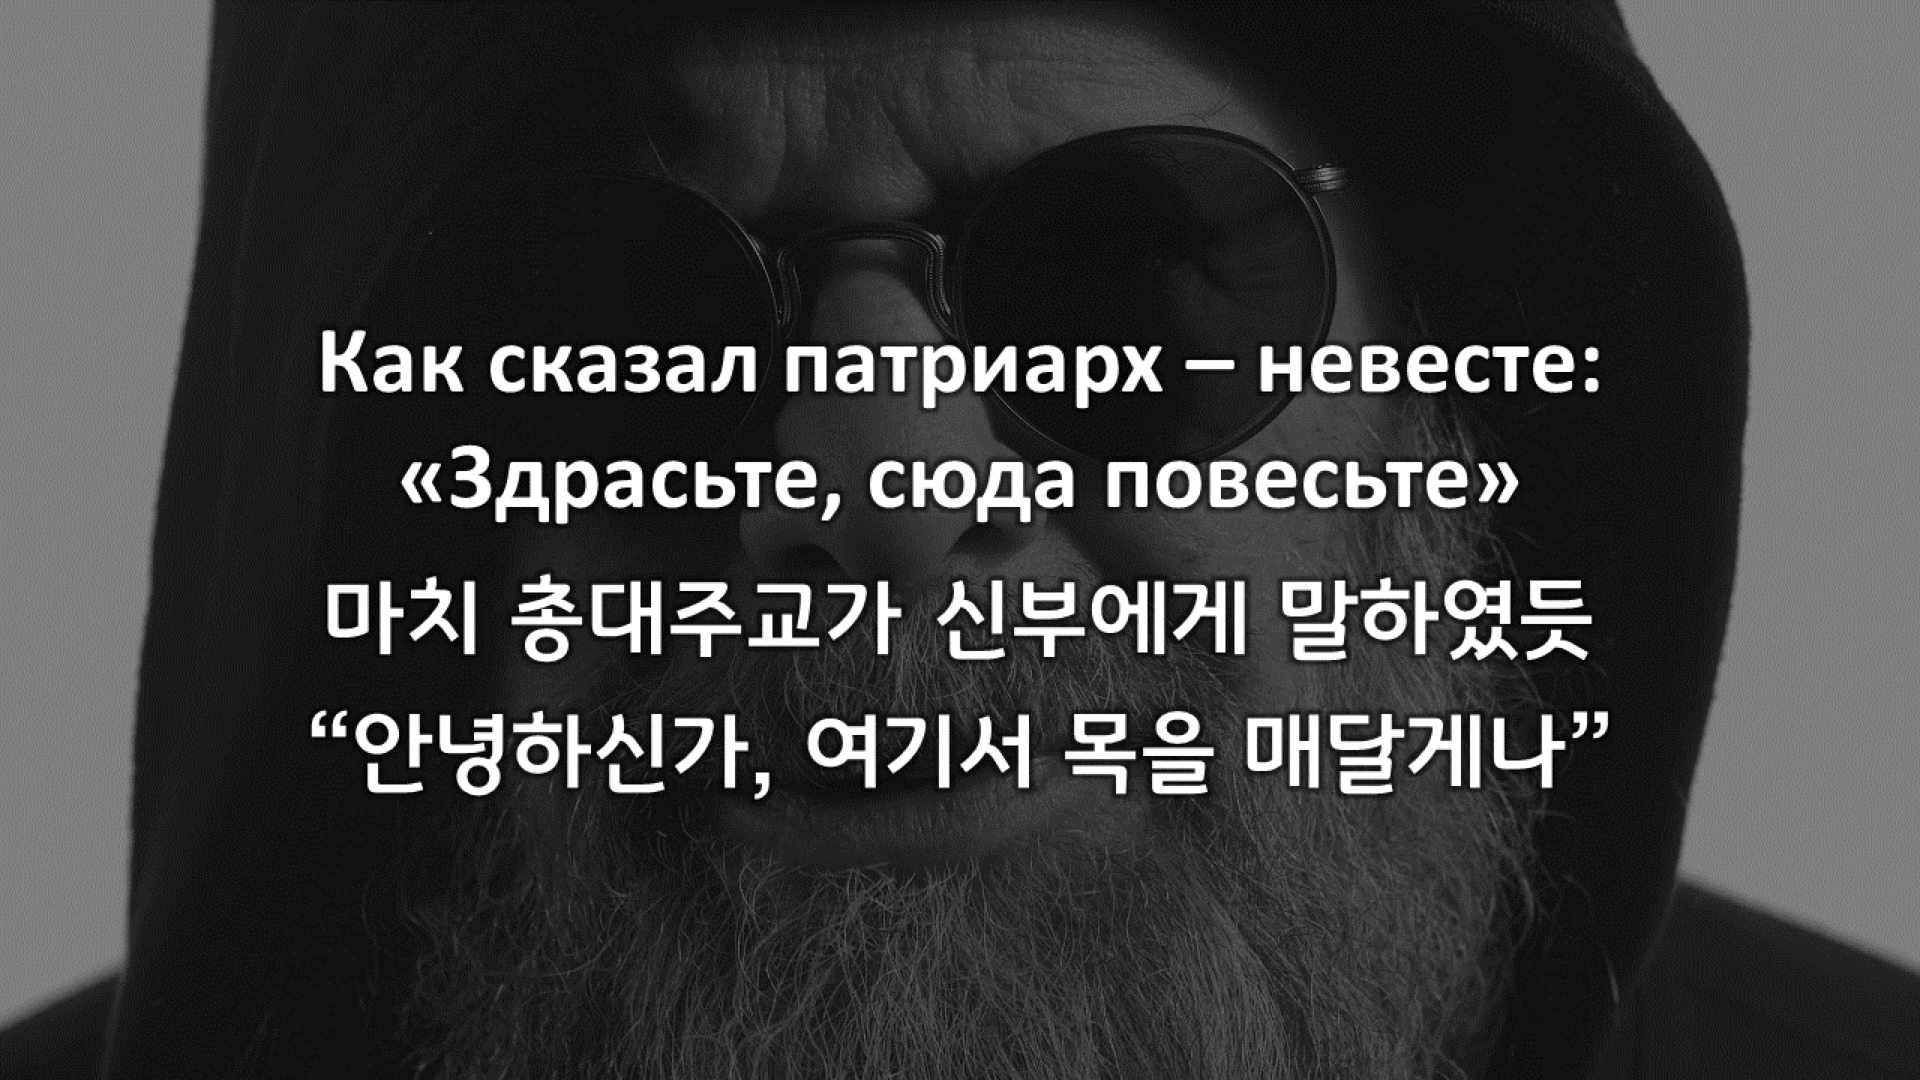 Как сказал патриарх – невесте:
«Здрасьте, сюда повесьте»
마치 총대주교가 신부에게 말하였듯
“안녕하신가, 여기서 목을 매달게나”